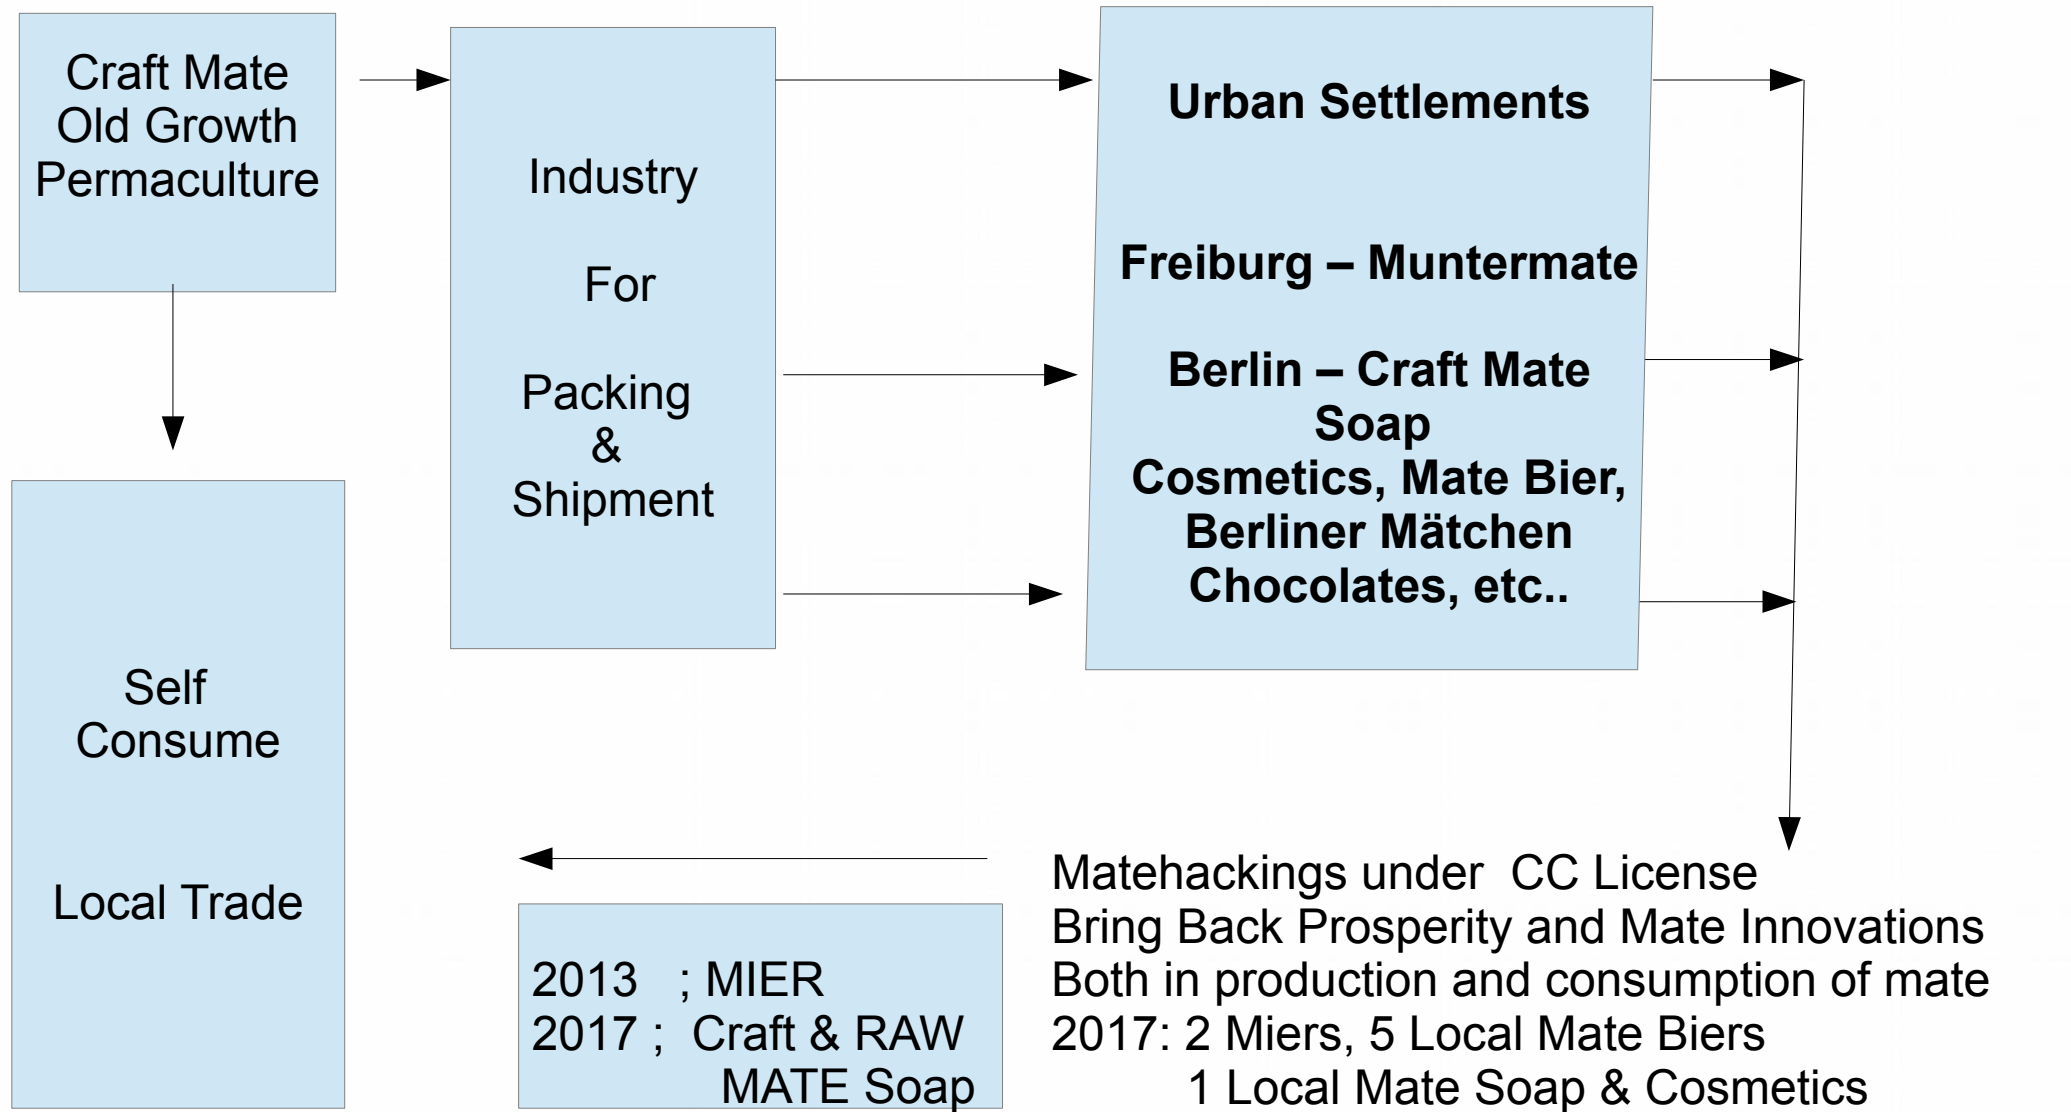 Craft Mate
Old Growth
Permaculture
Industry
For
Packing
&
Shipment
Urban Settlements
Freiburg – Muntermate
Berlin – Craft Mate
Soap
Cosmetics, Mate Bier,
Berliner Mätchen
Chocolates, etc..
Self
Consume
Local Trade
2013 ; MIER
2017 ; Craft & RAW
MATE Soap
Matehackings under CC License
Bring Back Prosperity and Mate Innovations
Both in production and consumption of mate
2017: 2 Miers, 5 Local Mate Biers
1 Local Mate Soap & Cosmetics